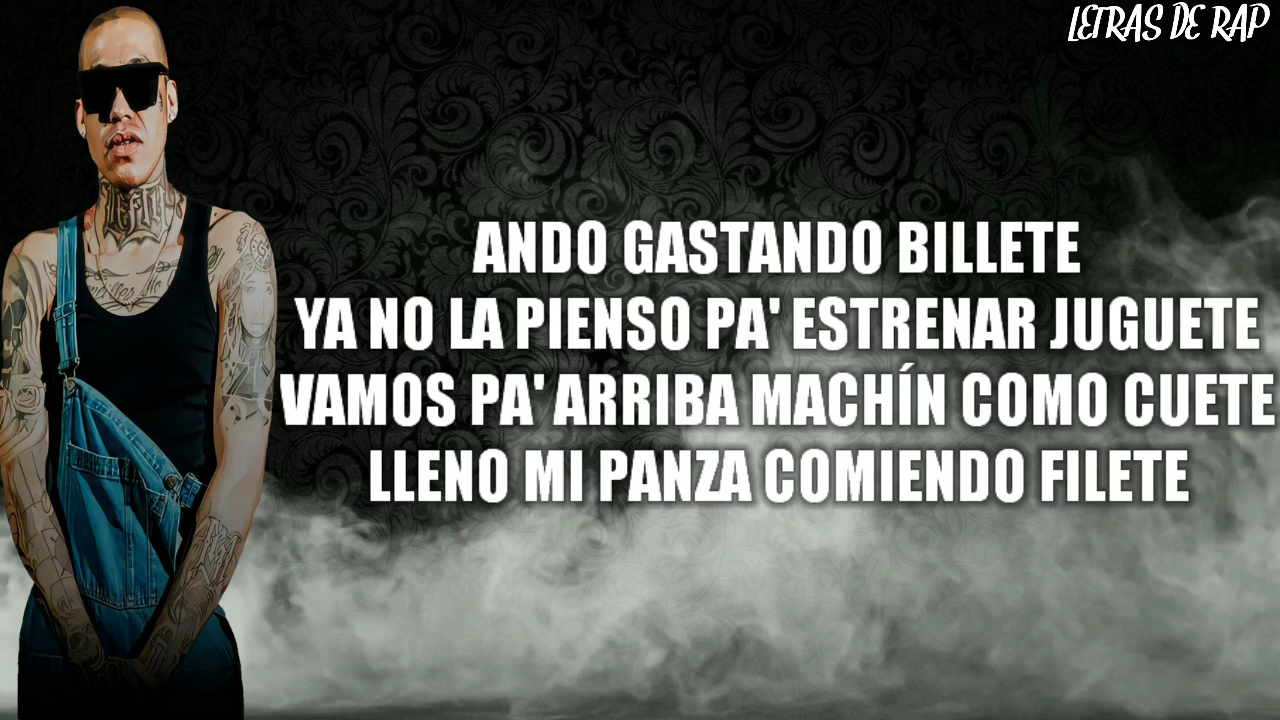 LETRAS DE RAP
ANDO GASTANDO BILLETE
YA NO LA PIENSO PA' ESTRENAR JUGUETE
VAMOS PA' ARRIBA MACHÍN COMO CUETE
LLENO MI PANZA COMIENDO FILETE